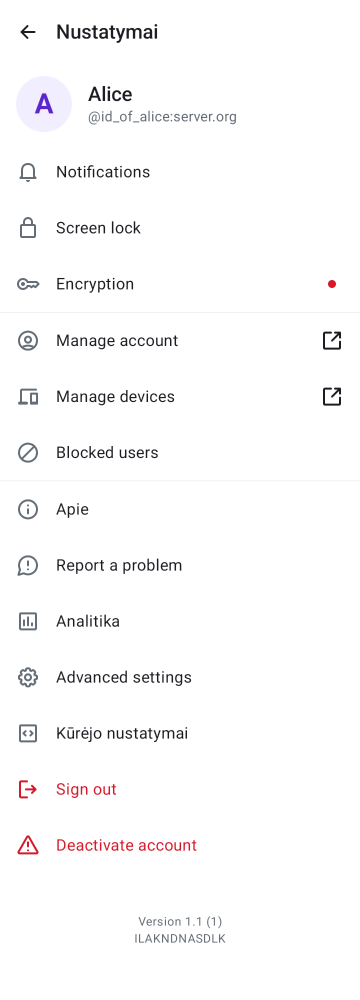 Nustatymai
A
Alice
@id_of_alice:server.org
Notifications
Screen lock
Encryption
Manage account
Manage devices
Blocked users
Apie
Report a problem
Analitika
Advanced settings
Kūrėjo nustatymai
Sign out
Deactivate account
Version 1.1 (1)
ILAKNDNASDLK